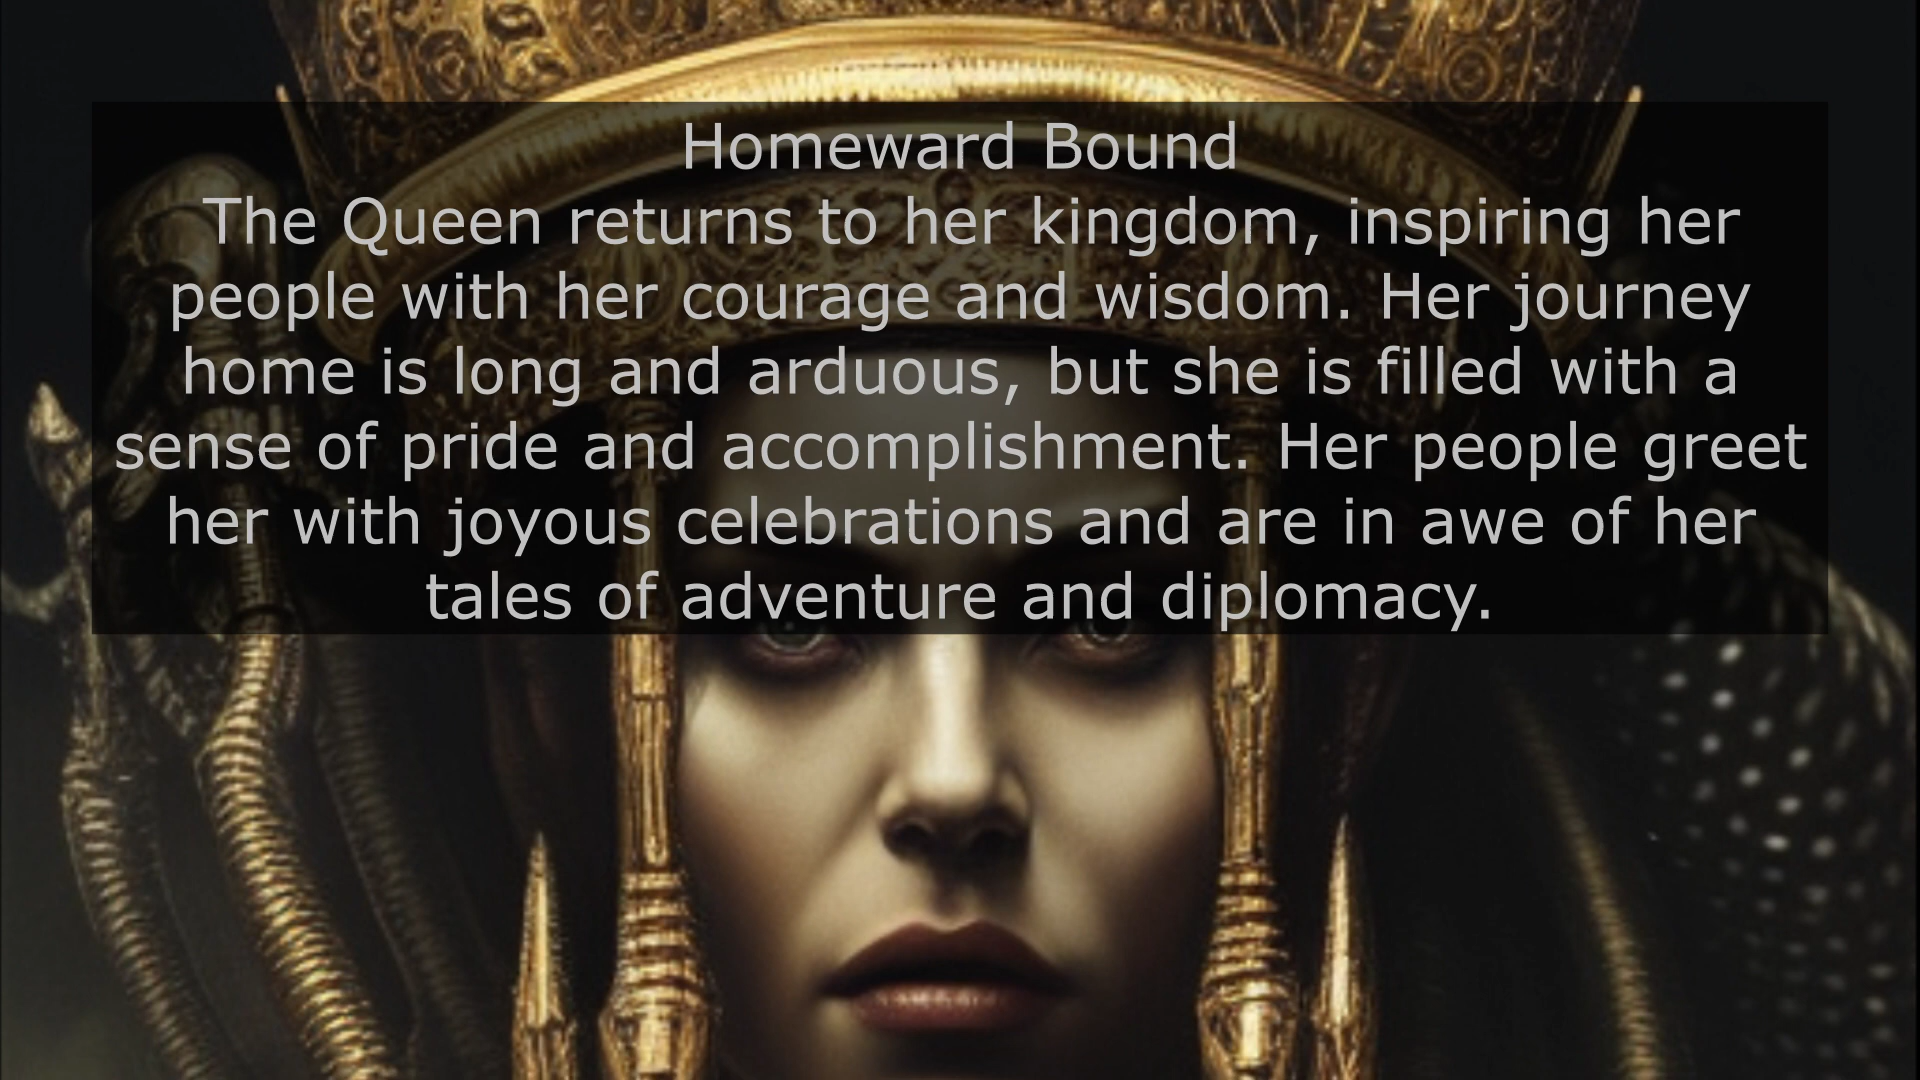 Homeward Bound
The Queen returns to her kingdom, inspiring her
people with her courage and wisdom. Her journey
home is long and arduous, but she is filled with a
sense of pride and accomplishment. Her people greet
her with joyous celebrations and are in awe of her
tales of adventure and diplomacy.